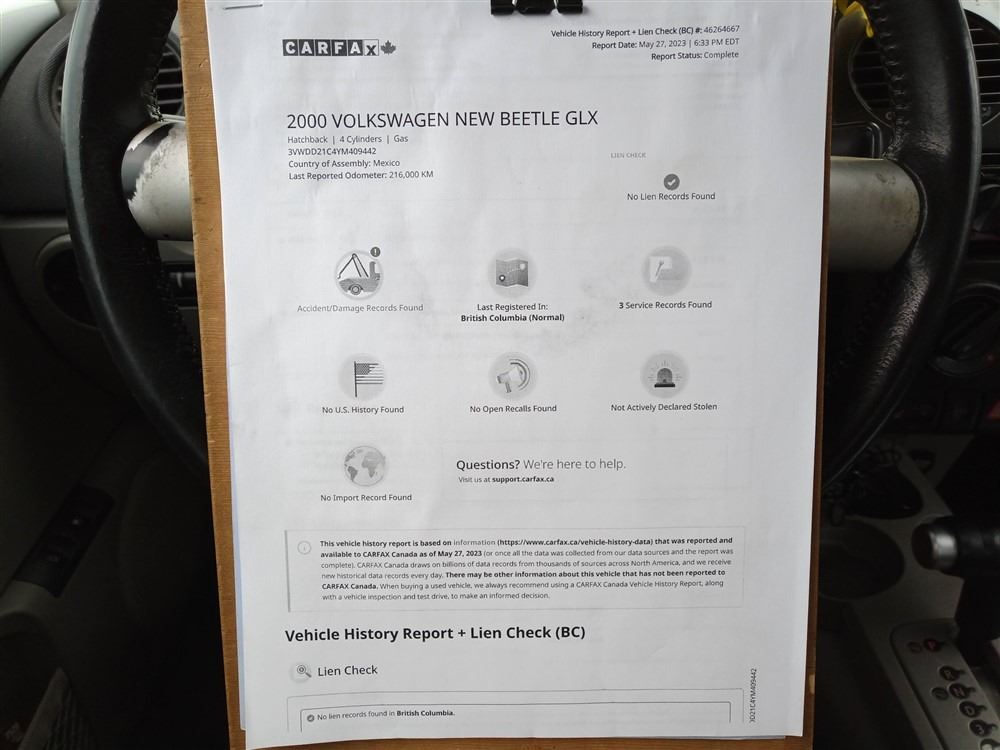 CARFAX
Vehicle History Report + Lien Check (BC) #: 46264667
Report Date: May 27, 2023 | 6:33 PM EDT
Report Status: Complete
2000 VOLKSWAGEN NEW BEETLE GLX
Hatchback | 4 Cylinders | Gas
3VWDD21C4YM409442
Country of Assembly: Mexico
Last Reported Odometer: 216,000 KM
LIEN CHECK
No Lien Records Found
Accident/Damage Records Found
Last Registered In:
British Columbia (Normal)
3 Service Records Found
No U.S. History Found
No Open Recalls Found
Not Actively Declared Stolen
No Import Record Found
Questions? We're here to help.
Visit us at support.carfax.ca
This vehicle history report is based on information (https://www.carfax.ca/vehicle-history-data) that was reported and
available to CARFAX Canada as of May 27, 2023 (or once all the data was collected from our data sources and the report was
complete). CARFAX Canada draws on billions of data records from thousands of sources across North America, and we receive
new historical data records every day. There may be other information about this vehicle that has not been reported to
CARFAX Canada. When buying a used vehicle, we always recommend using a CARFAX Canada Vehicle History Report, along
with a vehicle inspection and test drive, to make an informed decision.
Vehicle History Report + Lien Check (BC)
Lien Check
No lien records found in British Columbia.
D21C4YM409442
P
R
N
D